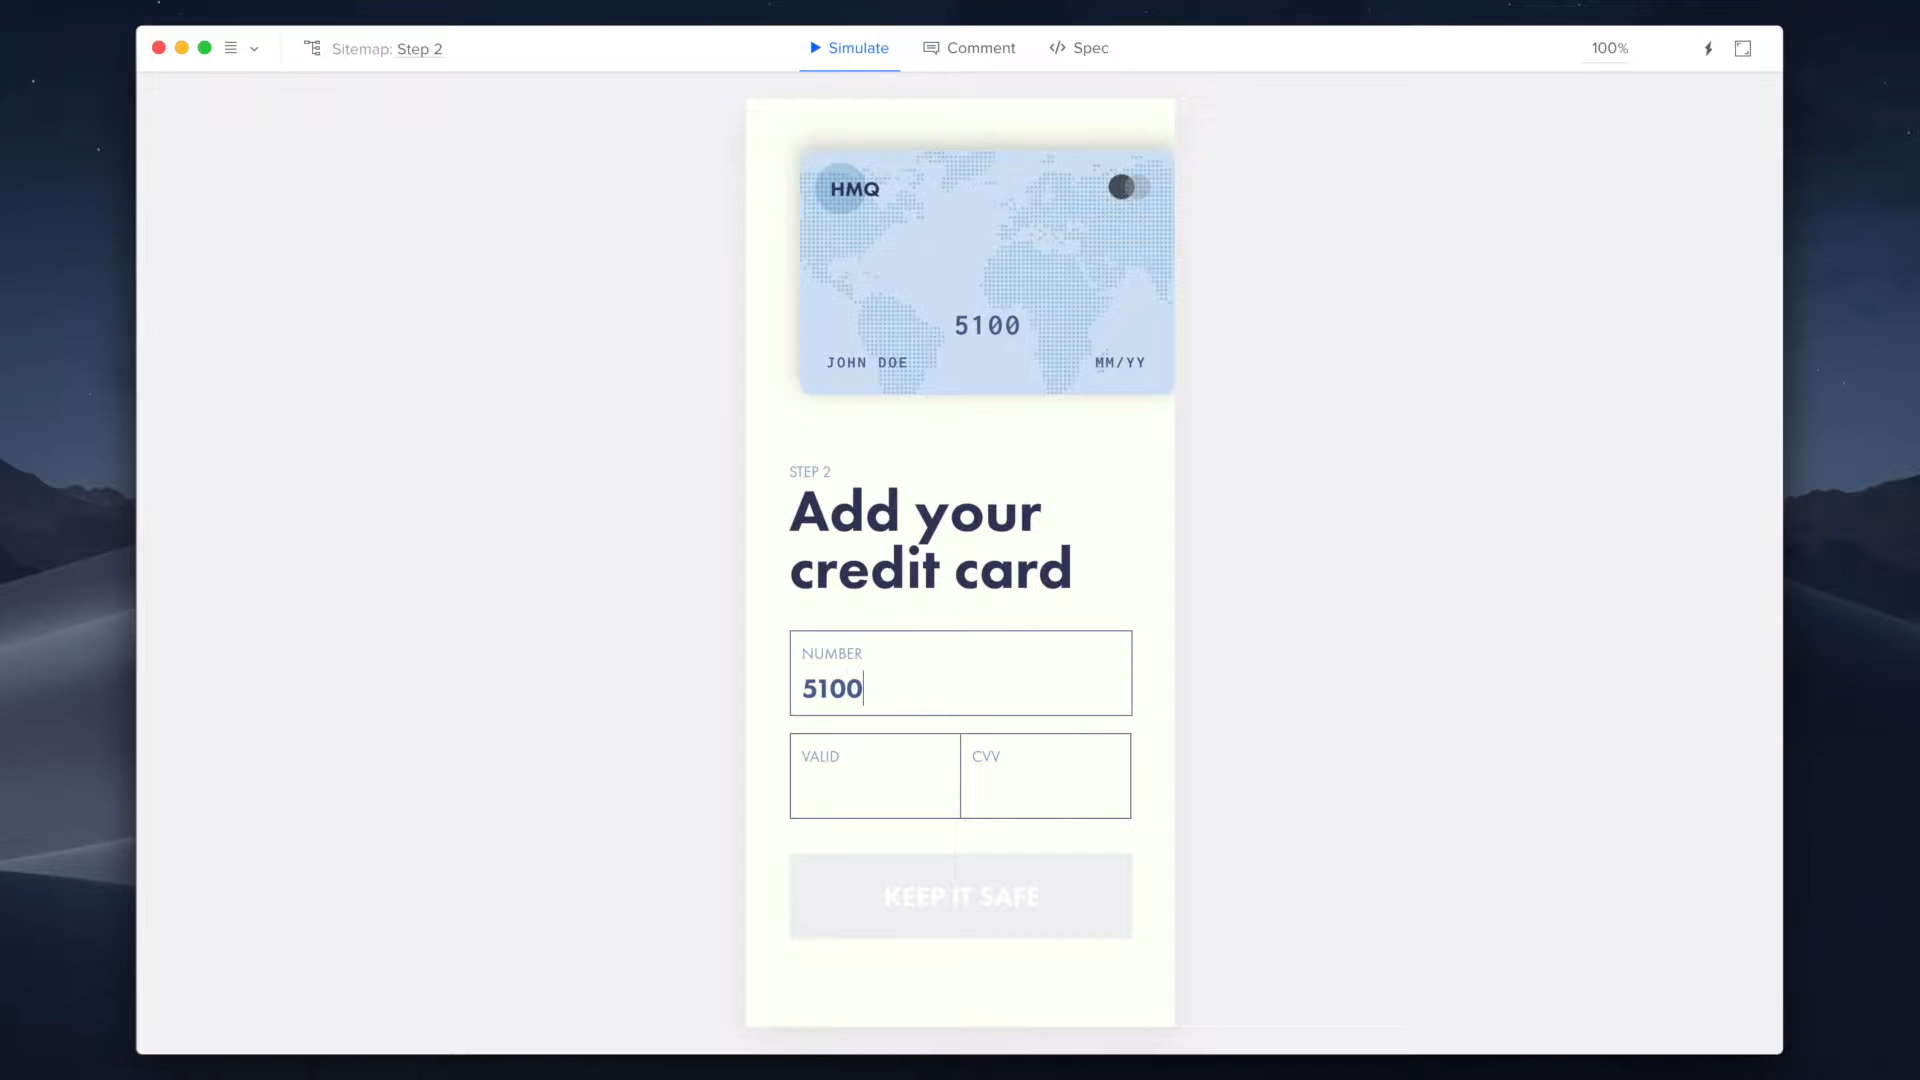 Sitemap: Step 2
Simulate
Comment
</> Spec
100%
HMQ
5100
JOHN DOE
MM/YY
STEP 2
Add your
credit card
NUMBER
5100
VALID
CVV
KEEP IT SAFE